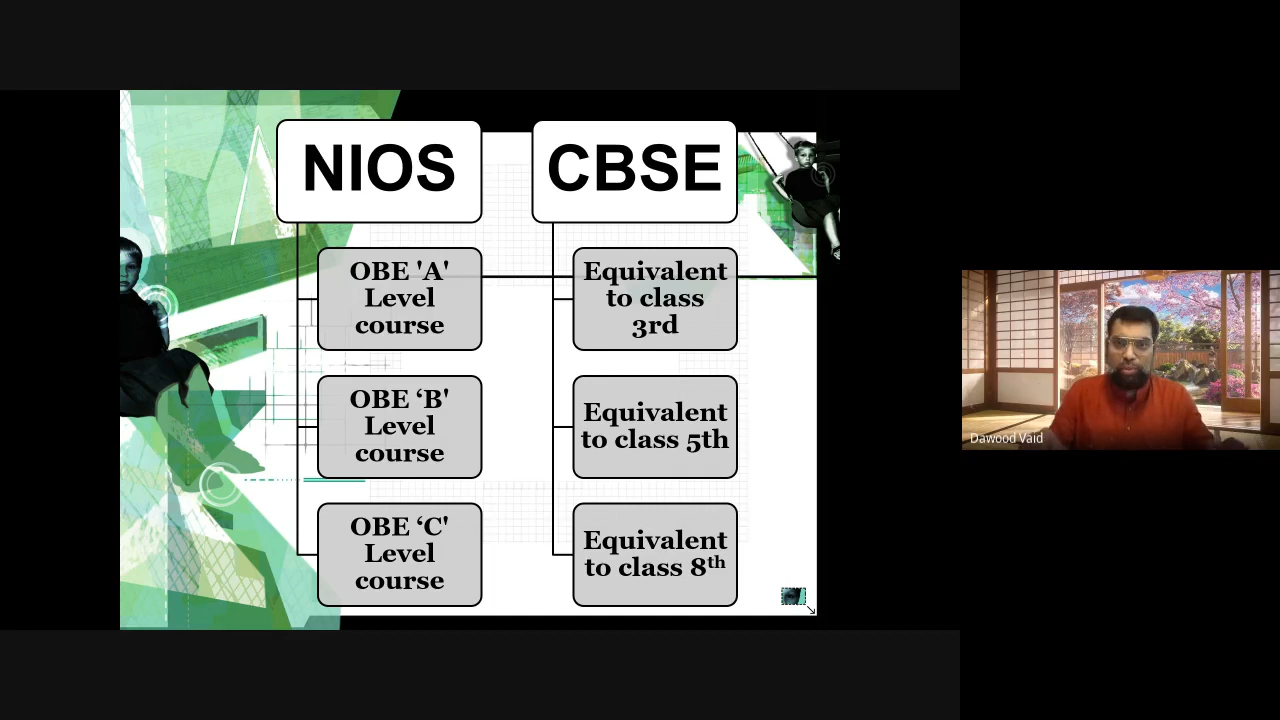 NIOS
CBSE
OBE 'A'
Level
course
Equivalent
to class
3rd
OBE ‘B'
Level
course
Equivalent
to class 5th
OBE ‘C'
Level
course
Equivalent
to class 8th
Dawood Vaid